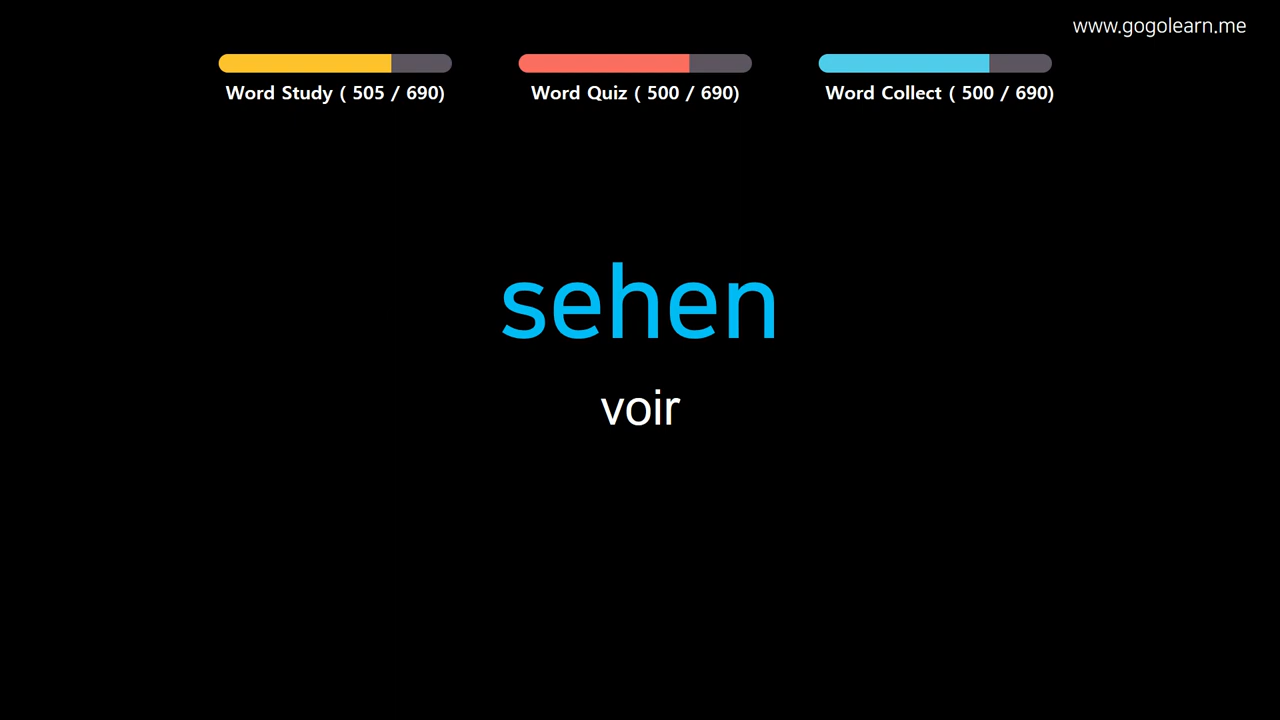 www.gogolearn.me
Word Study ( 505 / 690)
Word Quiz ( 500 / 690)
Word Collect ( 500 / 690)
sehen
voir